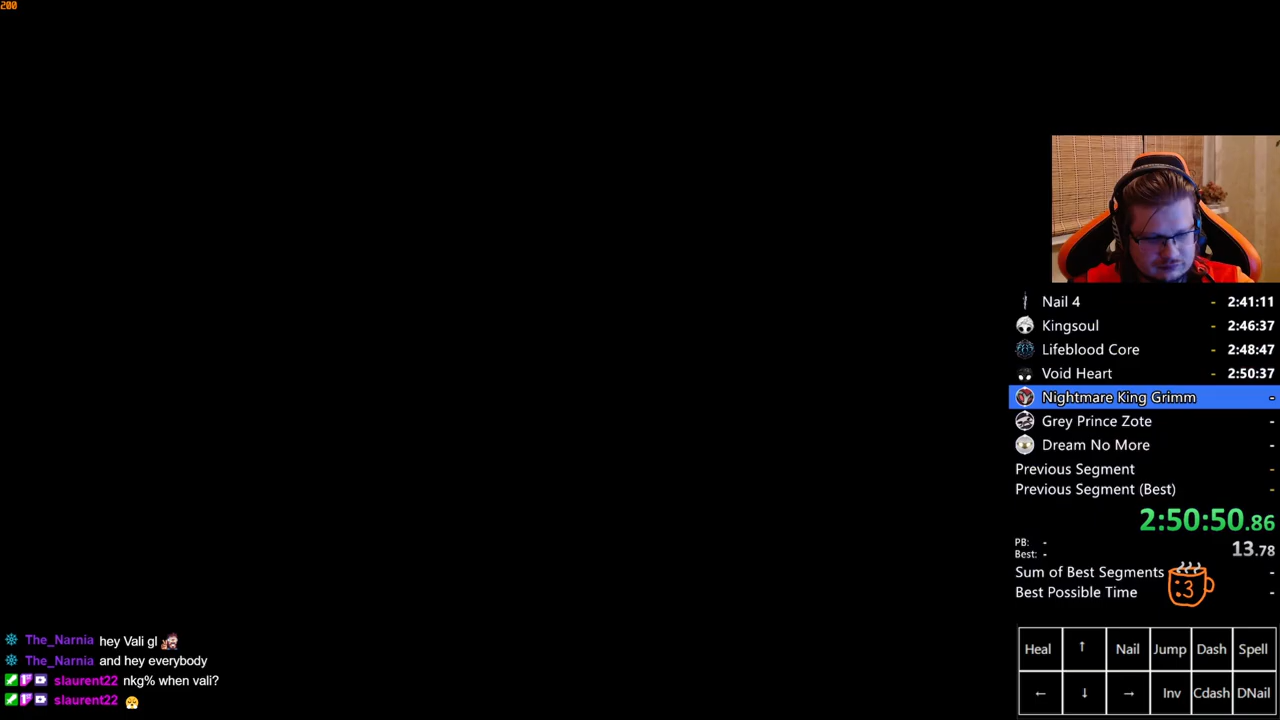 200
Nail 4 - 2:41:11
Kingsoul - 2:46:37
Lifeblood Core - 2:48:47
Void Heart - 2:50:37
Nightmare King Grimm -
Grey Prince Zote -
Dream No More -
Previous Segment -
Previous Segment (Best) -
2:50:50.86
PB: - 13.78
Best: -
Sum of Best Segments -
Best Possible Time -
The_Narnia hey Vali gl
The_Narnia and hey everybody
slaurent22 nkg% when vali?
slaurent22
Heal ↑ Nail Jump Dash Spell
← ↓ → Inv Cdash DNail